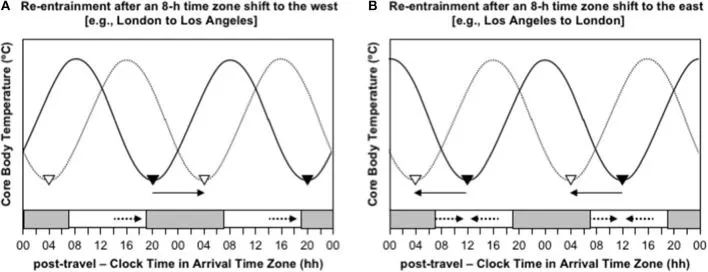 A Re-entrainment after an 8-h time zone shift to the west
[e.g., London to Los Angeles]
Core Body Temperature (°C)
00 04 08 12 16 20 00 04 08 12 16 20 00
post-travel – Clock Time in Arrival Time Zone (hh)
B Re-entrainment after an 8-h time zone shift to the east
[e.g., Los Angeles to London]
Core Body Temperature (°C)
00 04 08 12 16 20 00 04 08 12 16 20 00
post-travel – Clock Time in Arrival Time Zone (hh)